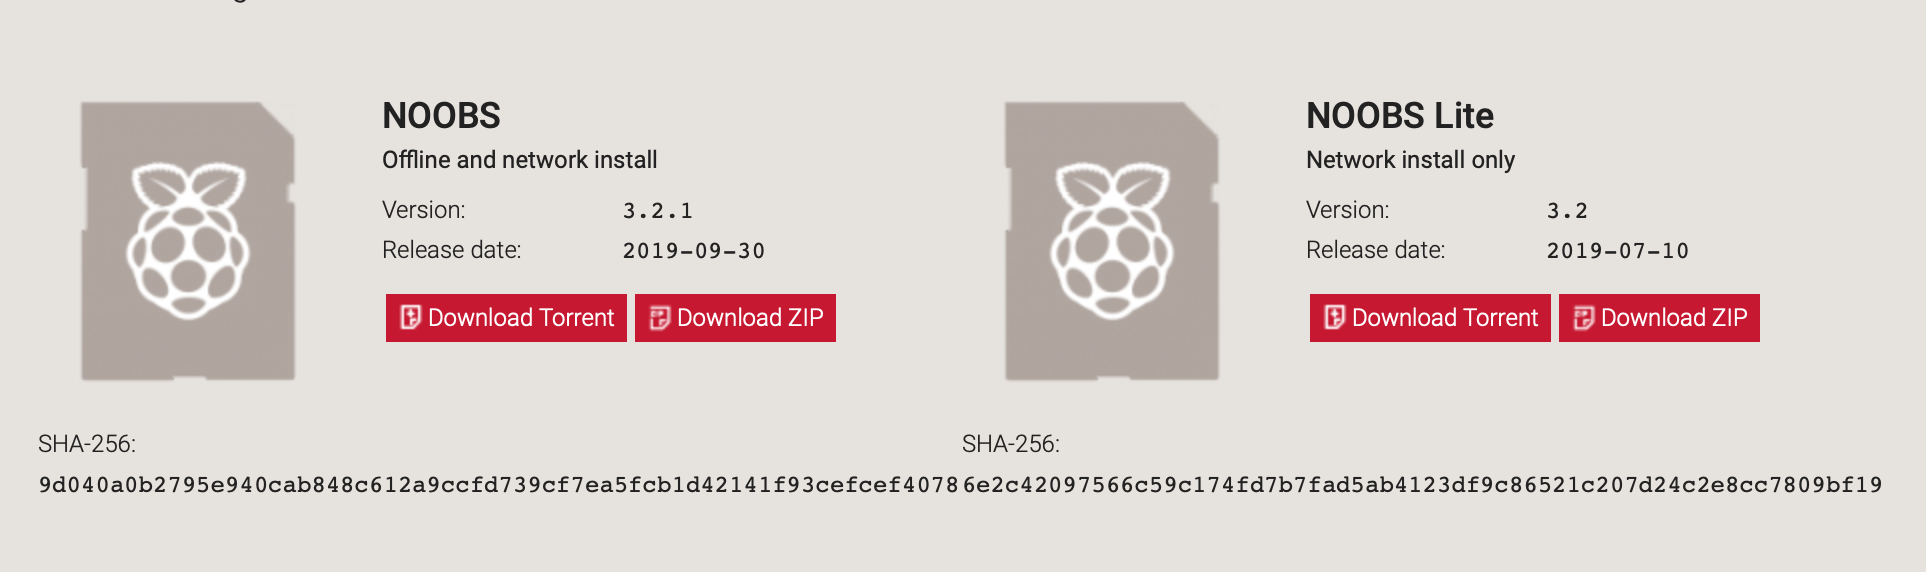 NOOBS
Offline and network install
Version: 3.2.1
Release date: 2019-09-30
Download Torrent
Download ZIP
SHA-256:
9d040a0b2795e940cab848c612a9ccfd739cf7ea5fcb1d42141f93cefcef4078
NOOBS Lite
Network install only
Version: 3.2
Release date: 2019-07-10
Download Torrent
Download ZIP
SHA-256:
6e2c42097566c59c174fd7b7fad5ab4123df9c86521c207d24c2e8cc7809bf19